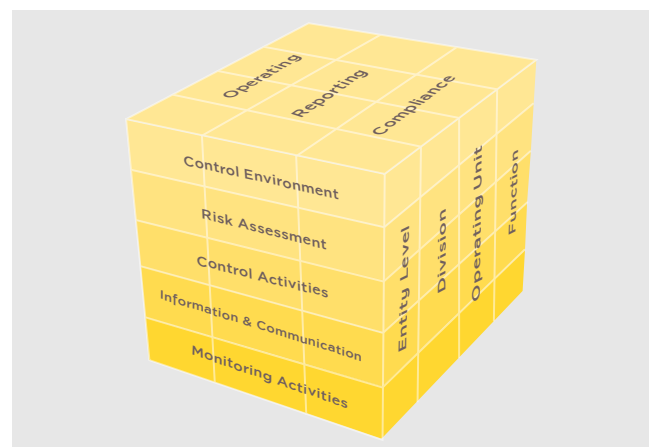 Operating
Reporting
Compliance
Control Environment
Risk Assessment
Control Activities
Information & Communication
Monitoring Activities
Entity Level
Division
Operating Unit
Function